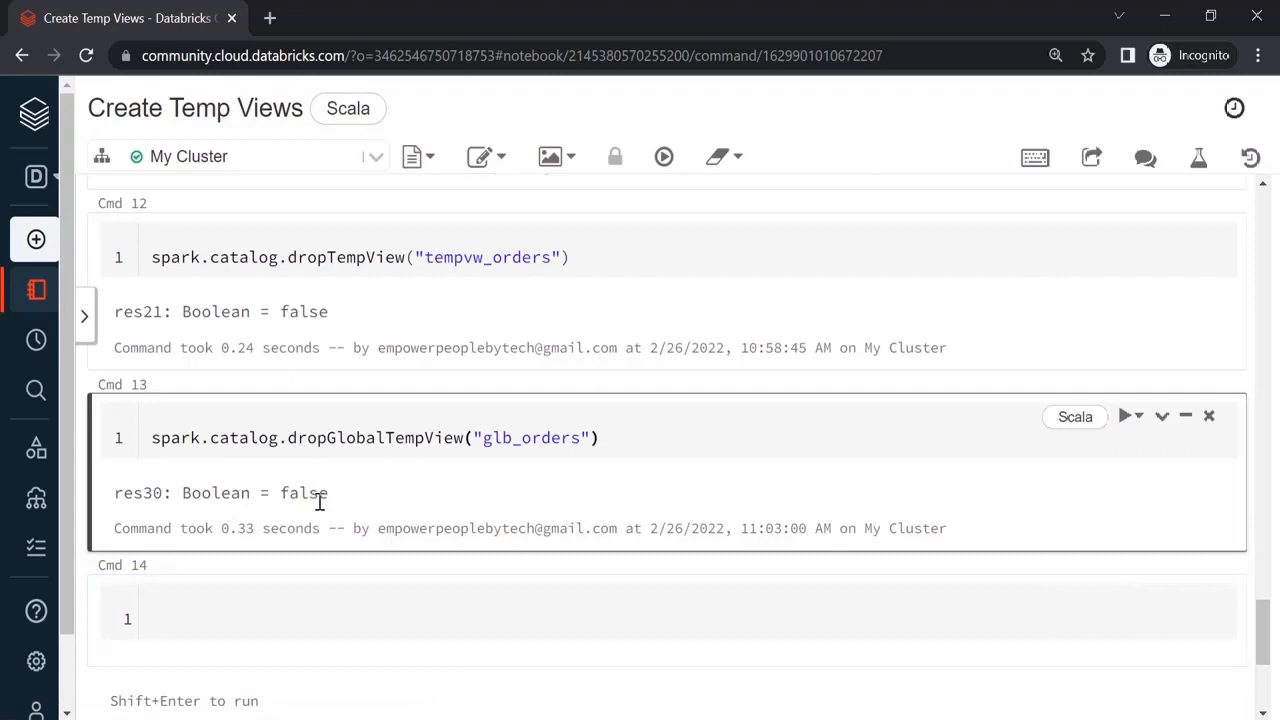 Create Temp Views - Databricks C
community.cloud.databricks.com/?o=3462546750718753#notebook/2145380570255200/command/1629901010672207
Incognito
Create Temp Views Scala
My Cluster
D
Cmd 12
1 spark.catalog.dropTempView("tempvw_orders")
res21: Boolean = false
Command took 0.24 seconds -- by empowerpeoplebytech@gmail.com at 2/26/2022, 10:58:45 AM on My Cluster
Cmd 13
Scala
1 spark.catalog.dropGlobalTempView("glb_orders")
res30: Boolean = false
Command took 0.33 seconds -- by empowerpeoplebytech@gmail.com at 2/26/2022, 11:03:00 AM on My Cluster
Cmd 14
1
Shift+Enter to run